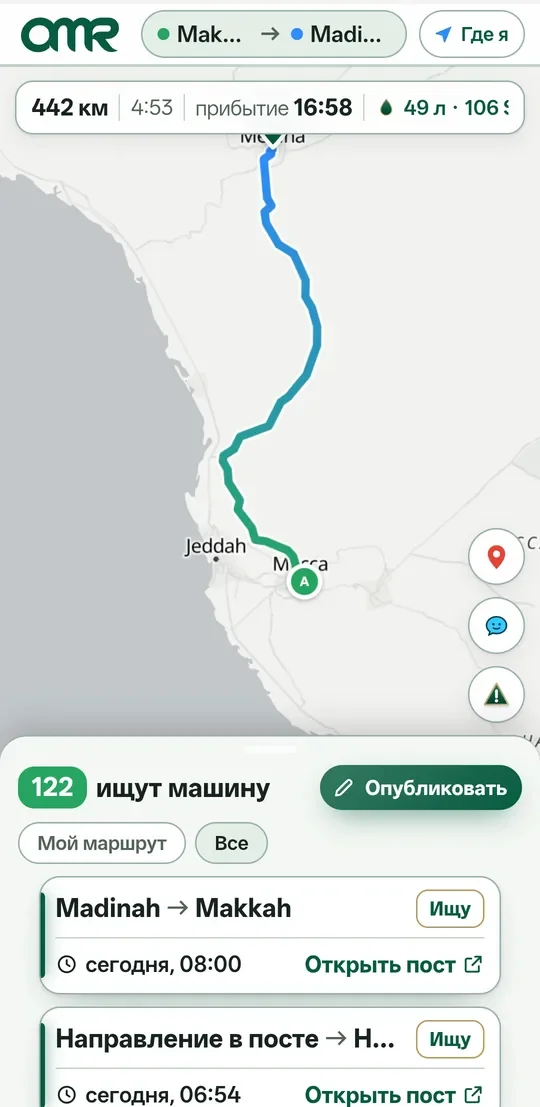 OMR
Mak... → Madi...
Где я
442 км
4:53
прибытие 16:58
49 л · 106
Jeddah
A
122 ищут машину
Опубликовать
Мой маршрут
Все
Madinah → Makkah
Ищу
сегодня, 08:00
Открыть пост
Направление в посте → Н...
Ищу
сегодня, 06:54
Открыть пост